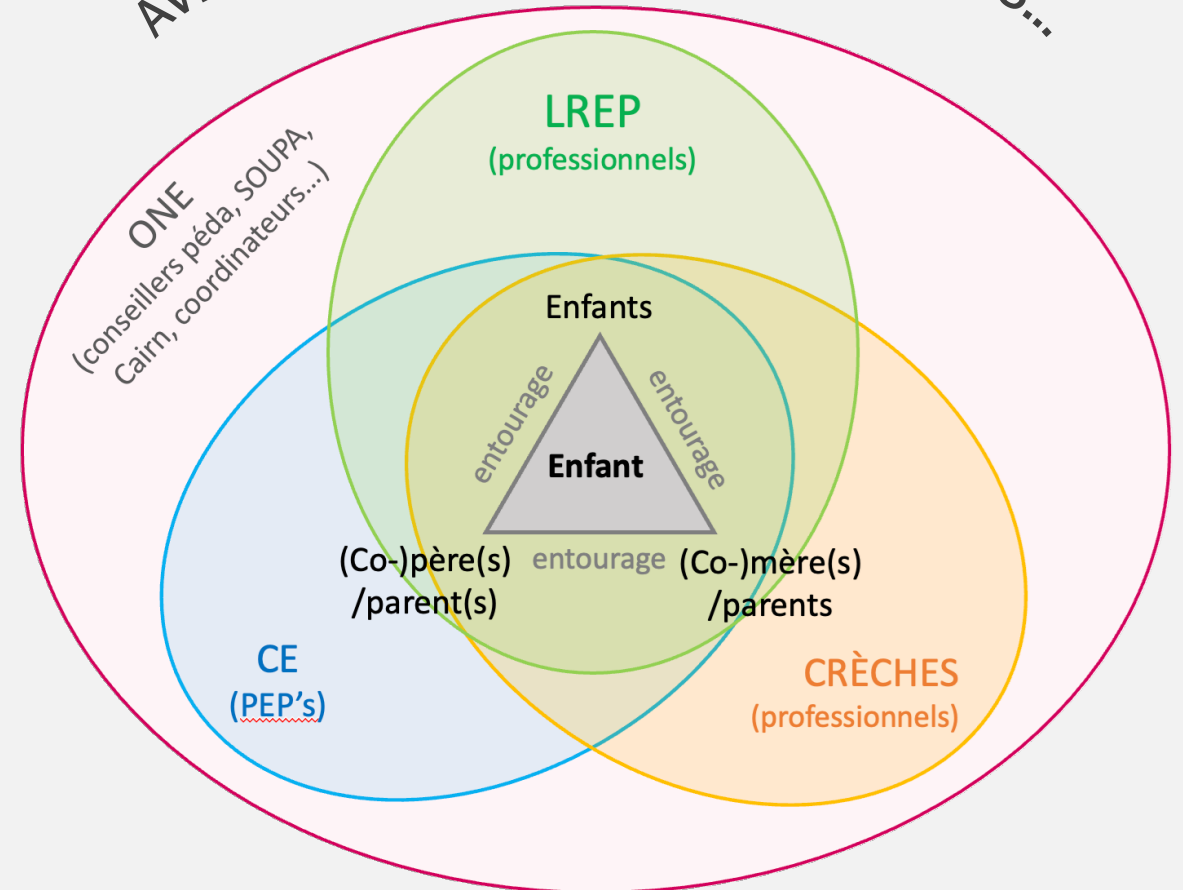 LREP
(professionnels)
ONE
(conseillers péda, SOUPA,
Cairn, coordinateurs...)
Enfants
entourage
entourage
Enfant
(Co-)père(s)
/parent(s)
entourage
(Co-)mère(s)
/parents
CE
(PEP’s)
CRÈCHES
(professionnels)